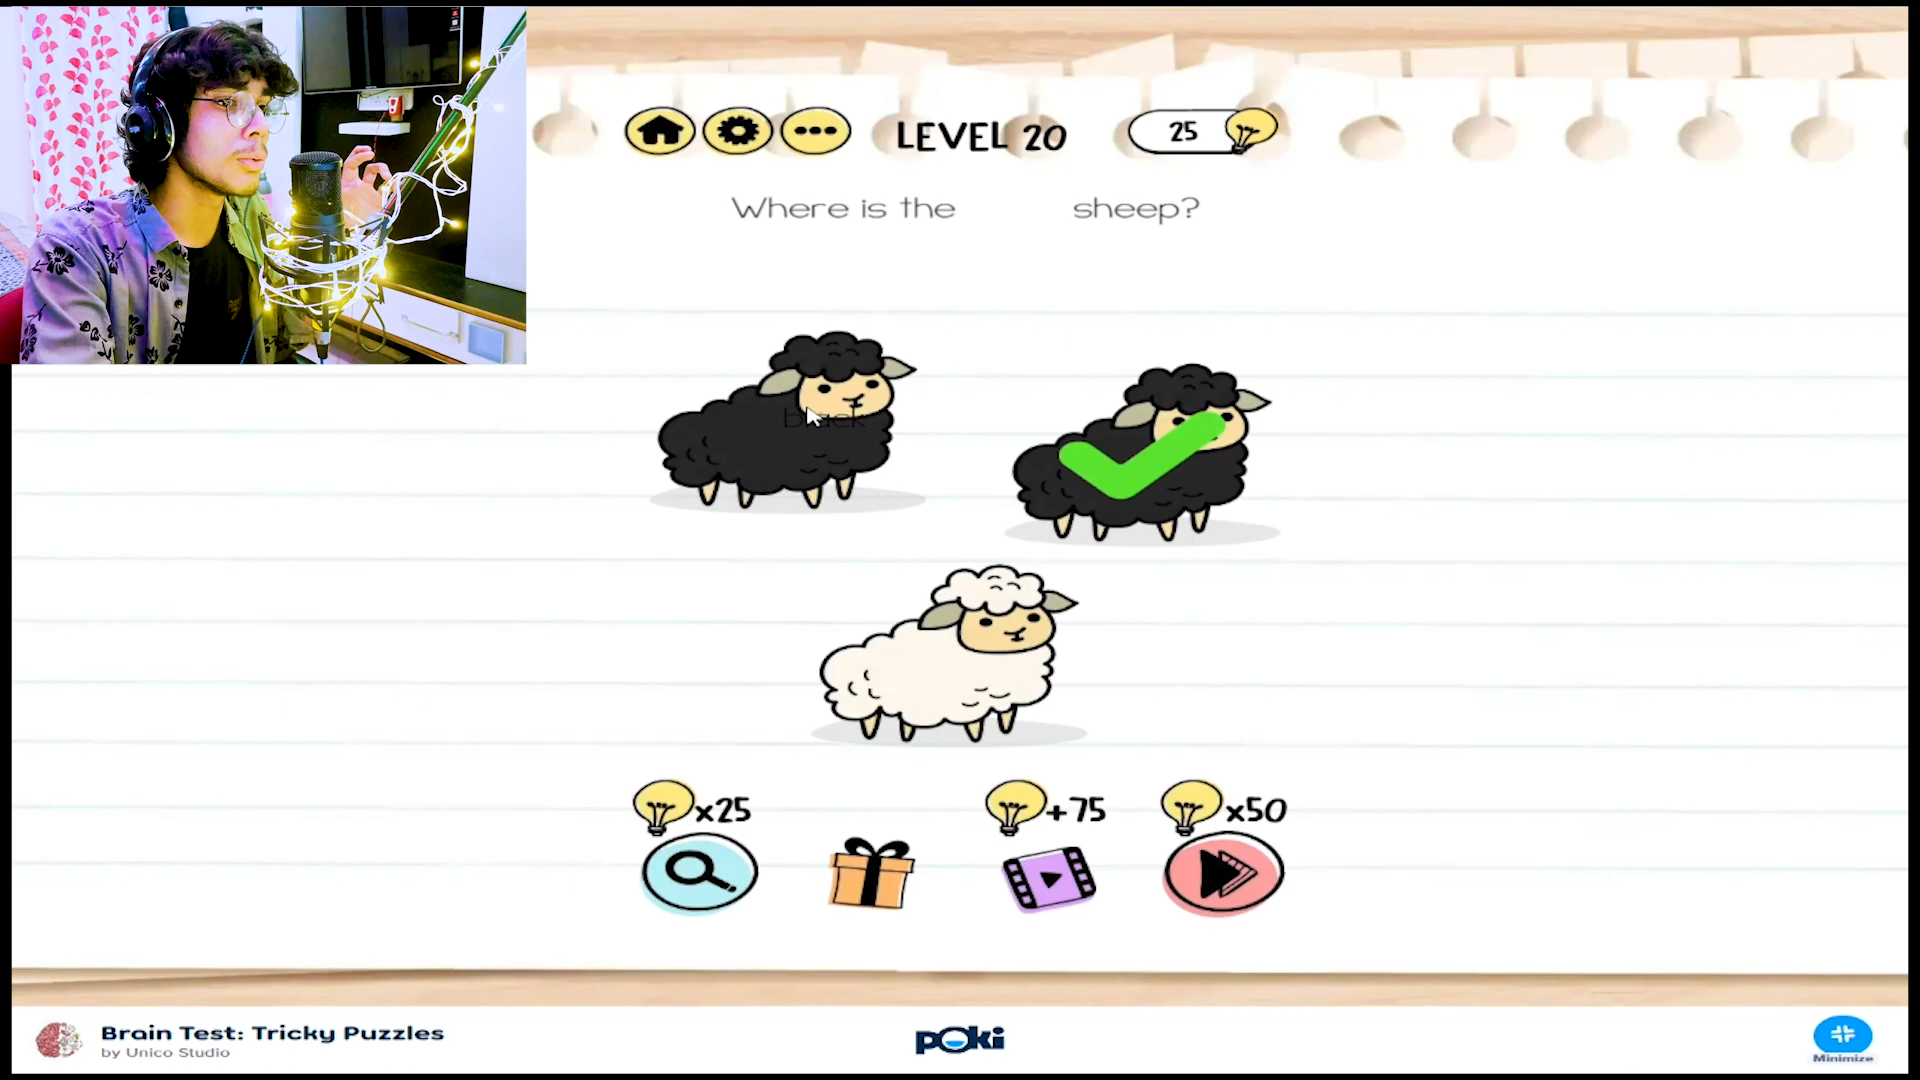 LEVEL 20
25
Where is the sheep?
black
x25
+75
x50
Brain Test: Tricky Puzzles
by Unico Studio
poki
Minimize